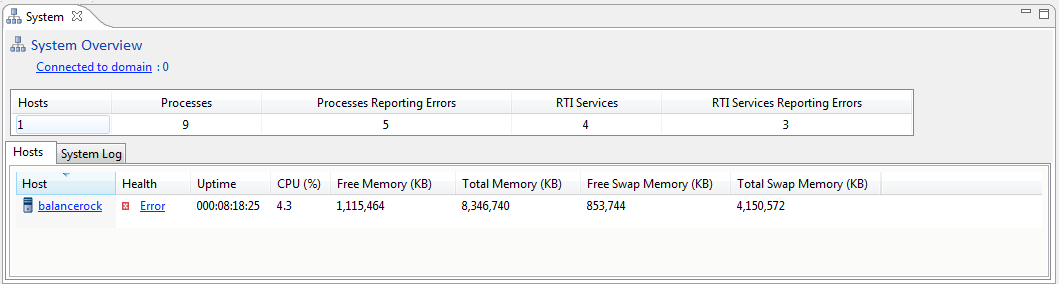 System
System Overview
Connected to domain : 0
Hosts Processes Processes Reporting Errors RTI Services RTI Services Reporting Errors
1 9 5 4 3
Hosts System Log
Host Health Uptime CPU (%) Free Memory (KB) Total Memory (KB) Free Swap Memory (KB) Total Swap Memory (KB)
balancerock Error 000:08:18:25 4.3 1,115,464 8,346,740 853,744 4,150,572